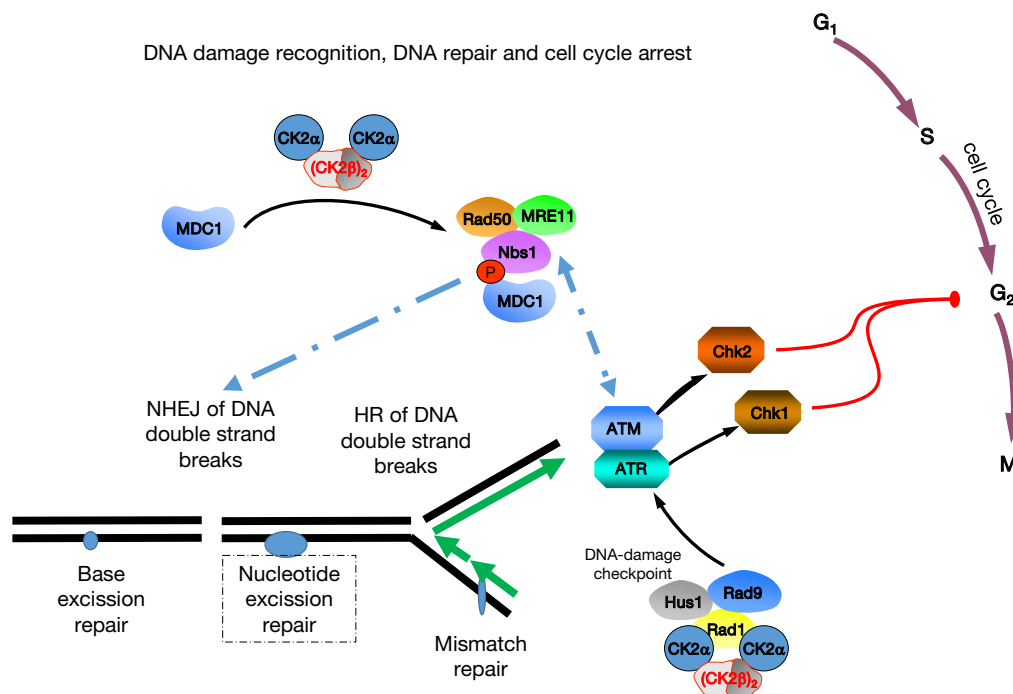 DNA damage recognition, DNA repair and cell cycle arrest
G₁
S
cell cycle
G₂
M
CK2α
CK2α
(CK2β)₂
MDC1
Rad50
MRE11
Nbs1
P
MDC1
NHEJ of DNA
double strand
breaks
HR of DNA
double strand
breaks
Chk2
Chk1
ATM
ATR
Base
excission
repair
Nucleotide
excission
repair
Mismatch
repair
DNA-damage
checkpoint
Hus1
Rad9
Rad1
CK2α
CK2α
(CK2β)₂